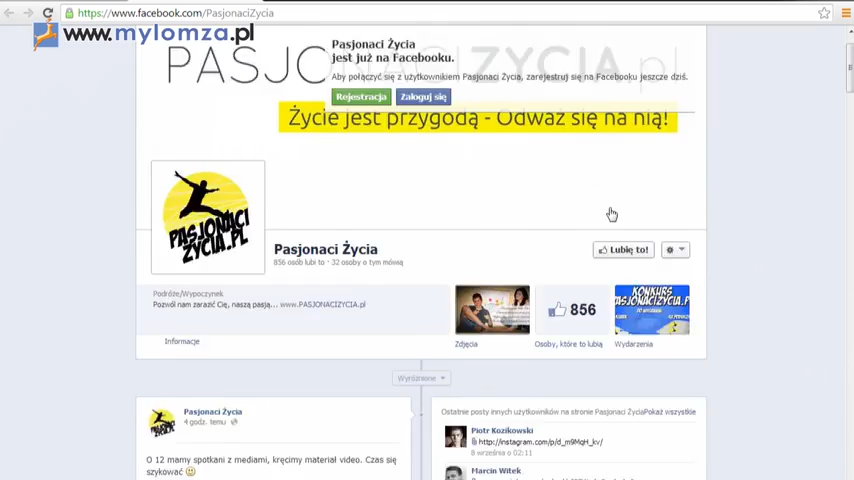 https://www.facebook.com/PasjonaciZycia
www.mylomza.pl
PASJONACIZYCIA.pl
Pasjonaci Życia
jest już na Facebooku.
Aby połączyć się z użytkownikiem Pasjonaci Życia, zarejestruj się na Facebooku jeszcze dziś.
Rejestracja
Zaloguj się
Życie jest przygodą - Odważ się na nią!
PASJONACI
ZYCIA.PL
Pasjonaci Życia
856 osób lubi to · 32 osoby o tym mówią
Lubię to!
Podróże/Wypoczynek
Pozwól nam zarazić Cię, naszą pasją... www.PASJONACIZYCIA.pl
856
KONKURS
PASJONACIZYCIA.P
Informacje
Zdjęcia
Osoby, które to lubią
Wydarzenia
Wyróżnione
Pasjonaci Życia
4 godz. temu
O 12 mamy spotkani z mediami, kręcimy materiał video. Czas się
szykować
Ostatnie posty innych użytkowników na stronie Pasjonaci ŻyciaPokaż wszystkie
Piotr Kozikowski
http://instagram.com/p/d_m9MqH_kv/
8 września o 02:11
Marcin Witek